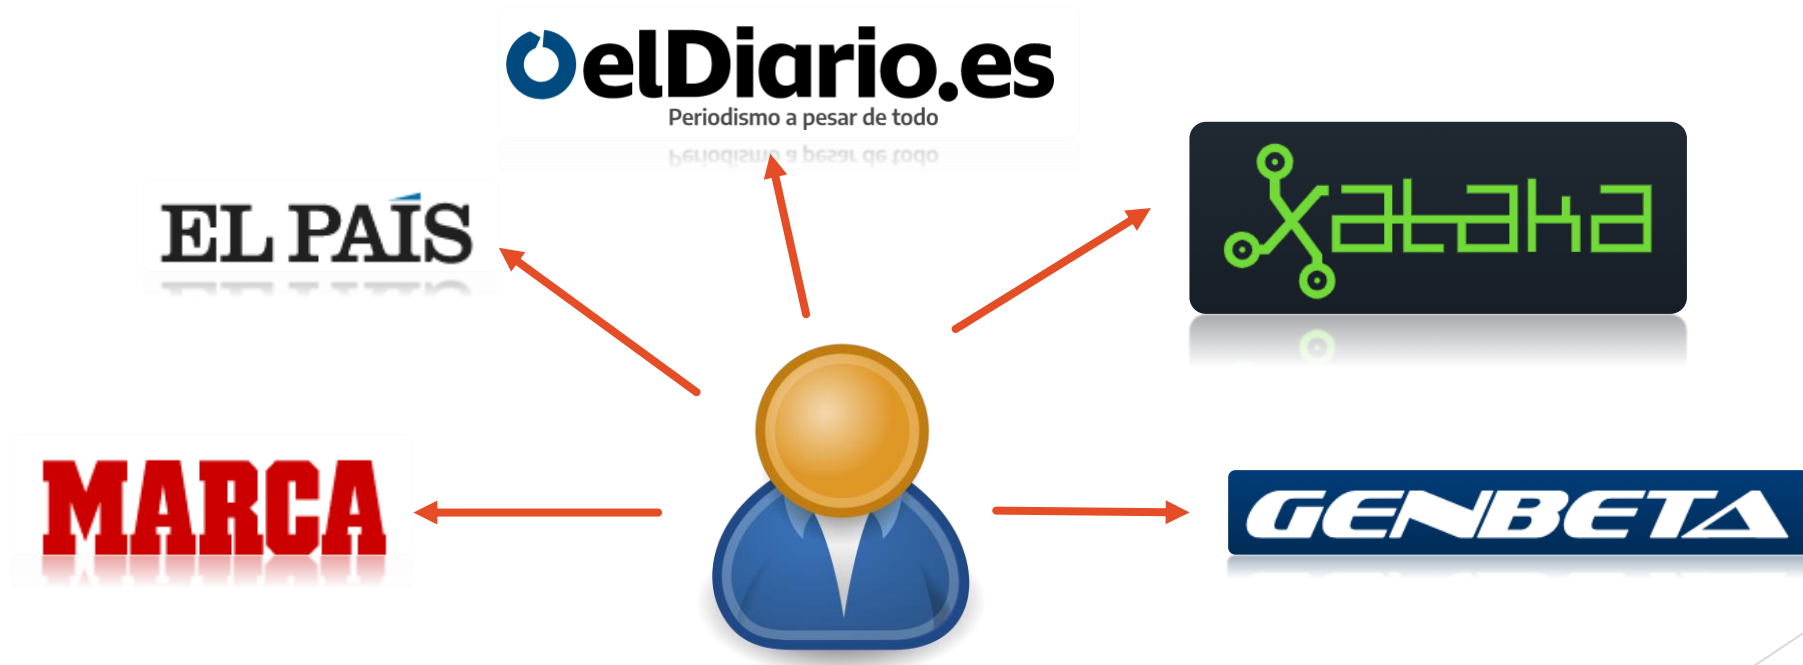 elDiario.es
Periodismo a pesar de todo
EL PAÍS
xataka
MARCA
GENBETA